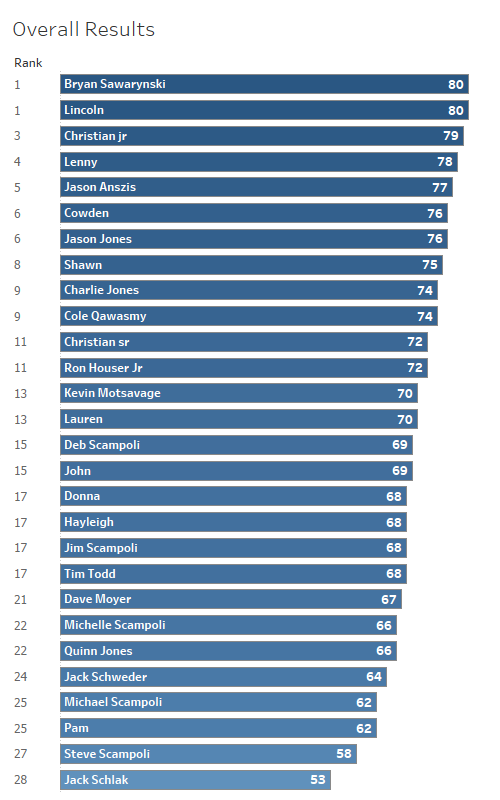 Overall Results
Rank
1 Bryan Sawarynski 80
1 Lincoln 80
3 Christian jr 79
4 Lenny 78
5 Jason Anszis 77
6 Cowden 76
6 Jason Jones 76
8 Shawn 75
9 Charlie Jones 74
9 Cole Qawasmy 74
11 Christian sr 72
11 Ron Houser Jr 72
13 Kevin Motsavage 70
13 Lauren 70
15 Deb Scampoli 69
15 John 69
17 Donna 68
17 Hayleigh 68
17 Jim Scampoli 68
17 Tim Todd 68
21 Dave Moyer 67
22 Michelle Scampoli 66
22 Quinn Jones 66
24 Jack Schweder 64
25 Michael Scampoli 62
25 Pam 62
27 Steve Scampoli 58
28 Jack Schlak 53